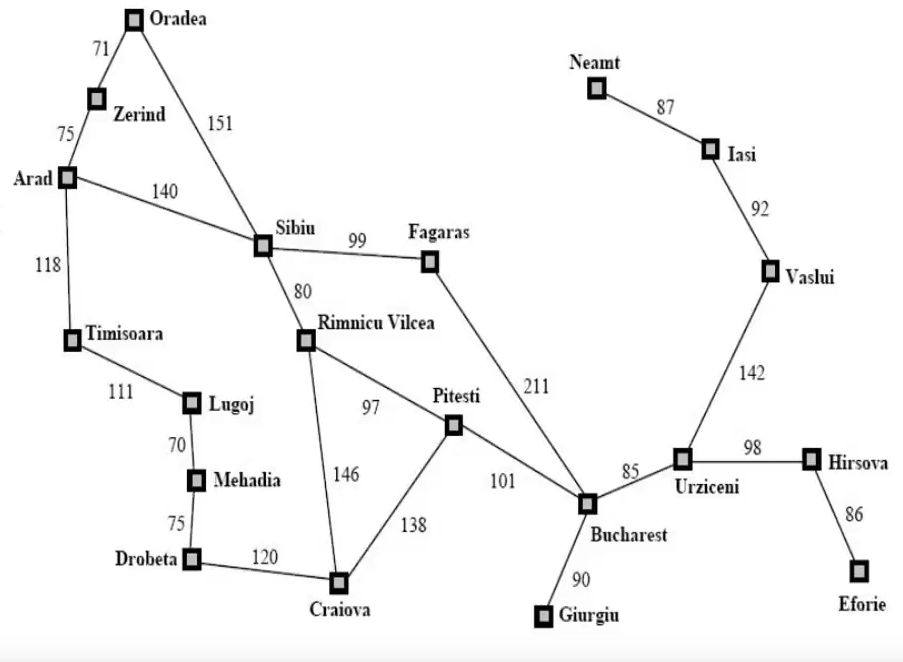 Oradea
71
Neamt
Zerind
87
151
75
Iasi
Arad
140
92
Sibiu
Fagaras
99
118
Vaslui
80
Rimnicu Vilcea
Timisoara
142
111
97
Pitesti
211
Lugoj
70
98
146
101
85
Hirsova
Mehadia
Urziceni
75
138
86
Bucharest
Drobeta
120
90
Craiova
Giurgiu
Eforie